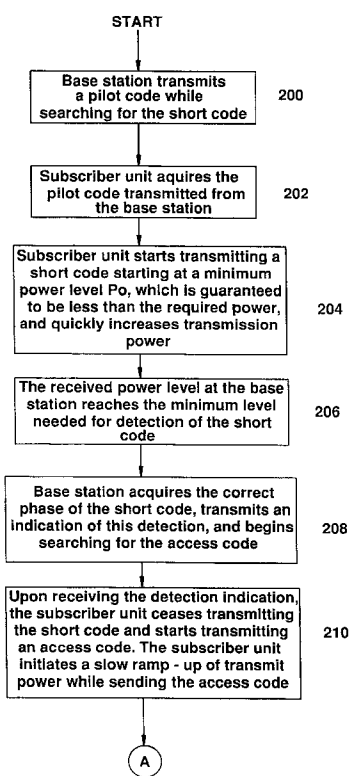 START
Base station transmits
a pilot code while
searching for the short code
200
Subscriber unit aquires the
pilot code transmitted from
the base station
202
Subscriber unit starts transmitting a
short code starting at a minimum
power level Po, which is guaranteed
to be less than the required power,
and quickly increases transmission
power
204
The received power level at the base
station reaches the minimum level
needed for detection of the short
code
206
Base station acquires the correct
phase of the short code, transmits an
indication of this detection, and begins
searching for the access code
208
Upon receiving the detection indication,
the subscriber unit ceases transmitting
the short code and starts transmitting
an access code. The subscriber unit
initiates a slow ramp - up of transmit
power while sending the access code
210
A